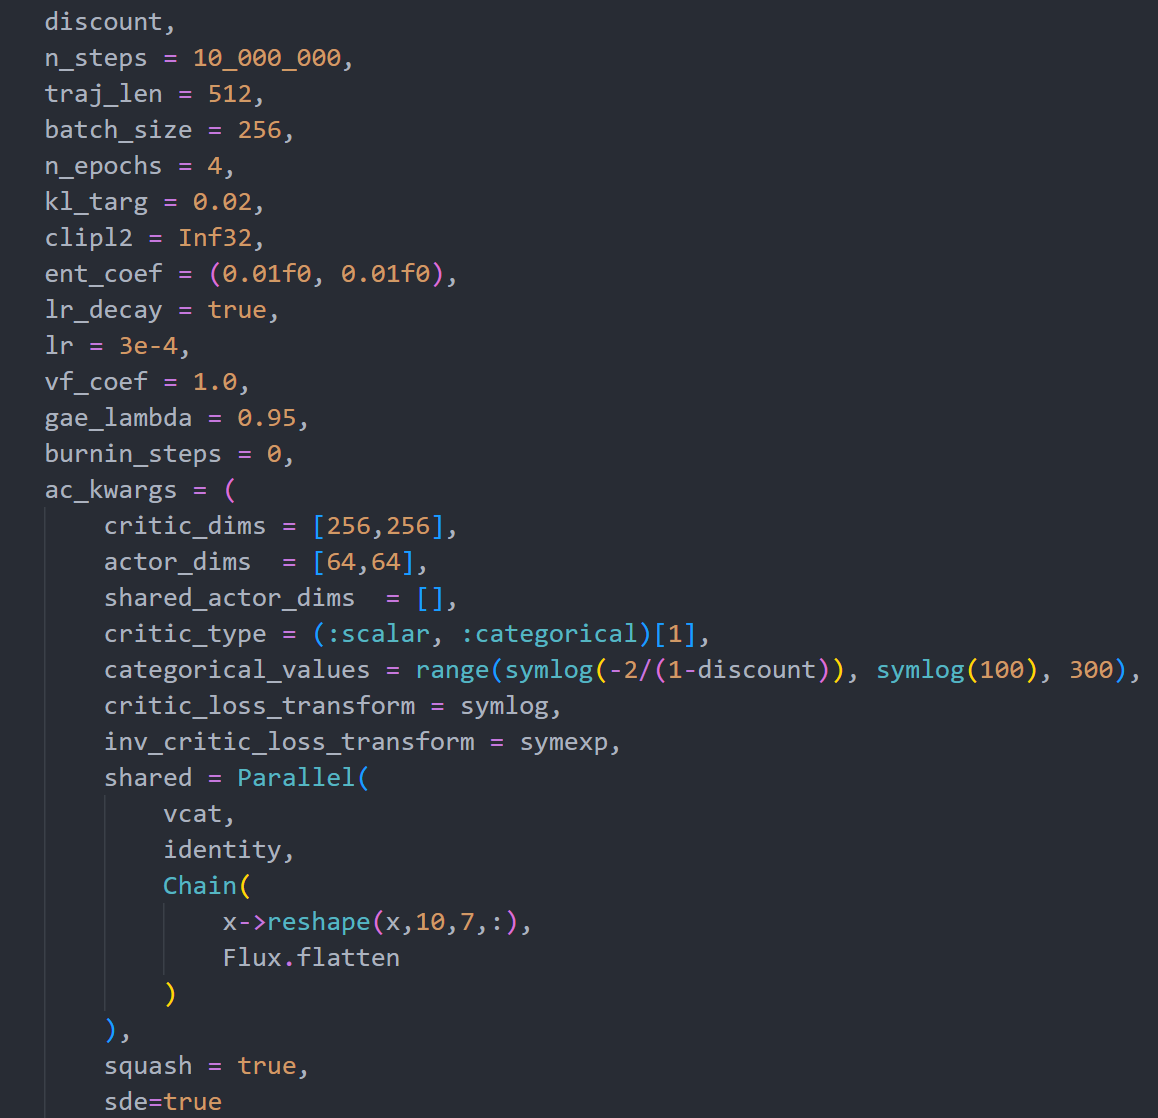 discount,
n_steps = 10_000_000,
traj_len = 512,
batch_size = 256,
n_epochs = 4,
kl_targ = 0.02,
clipl2 = Inf32,
ent_coef = (0.01f0, 0.01f0),
lr_decay = true,
lr = 3e-4,
vf_coef = 1.0,
gae_lambda = 0.95,
burnin_steps = 0,
ac_kwargs = (
    critic_dims = [256,256],
    actor_dims  = [64,64],
    shared_actor_dims  = [],
    critic_type = (:scalar, :categorical)[1],
    categorical_values = range(symlog(-2/(1-discount)), symlog(100), 300),
    critic_loss_transform = symlog,
    inv_critic_loss_transform = symexp,
    shared = Parallel(
        vcat,
        identity,
        Chain(
            x->reshape(x,10,7,:),
            Flux.flatten
        )
    ),
    squash = true,
    sde=true